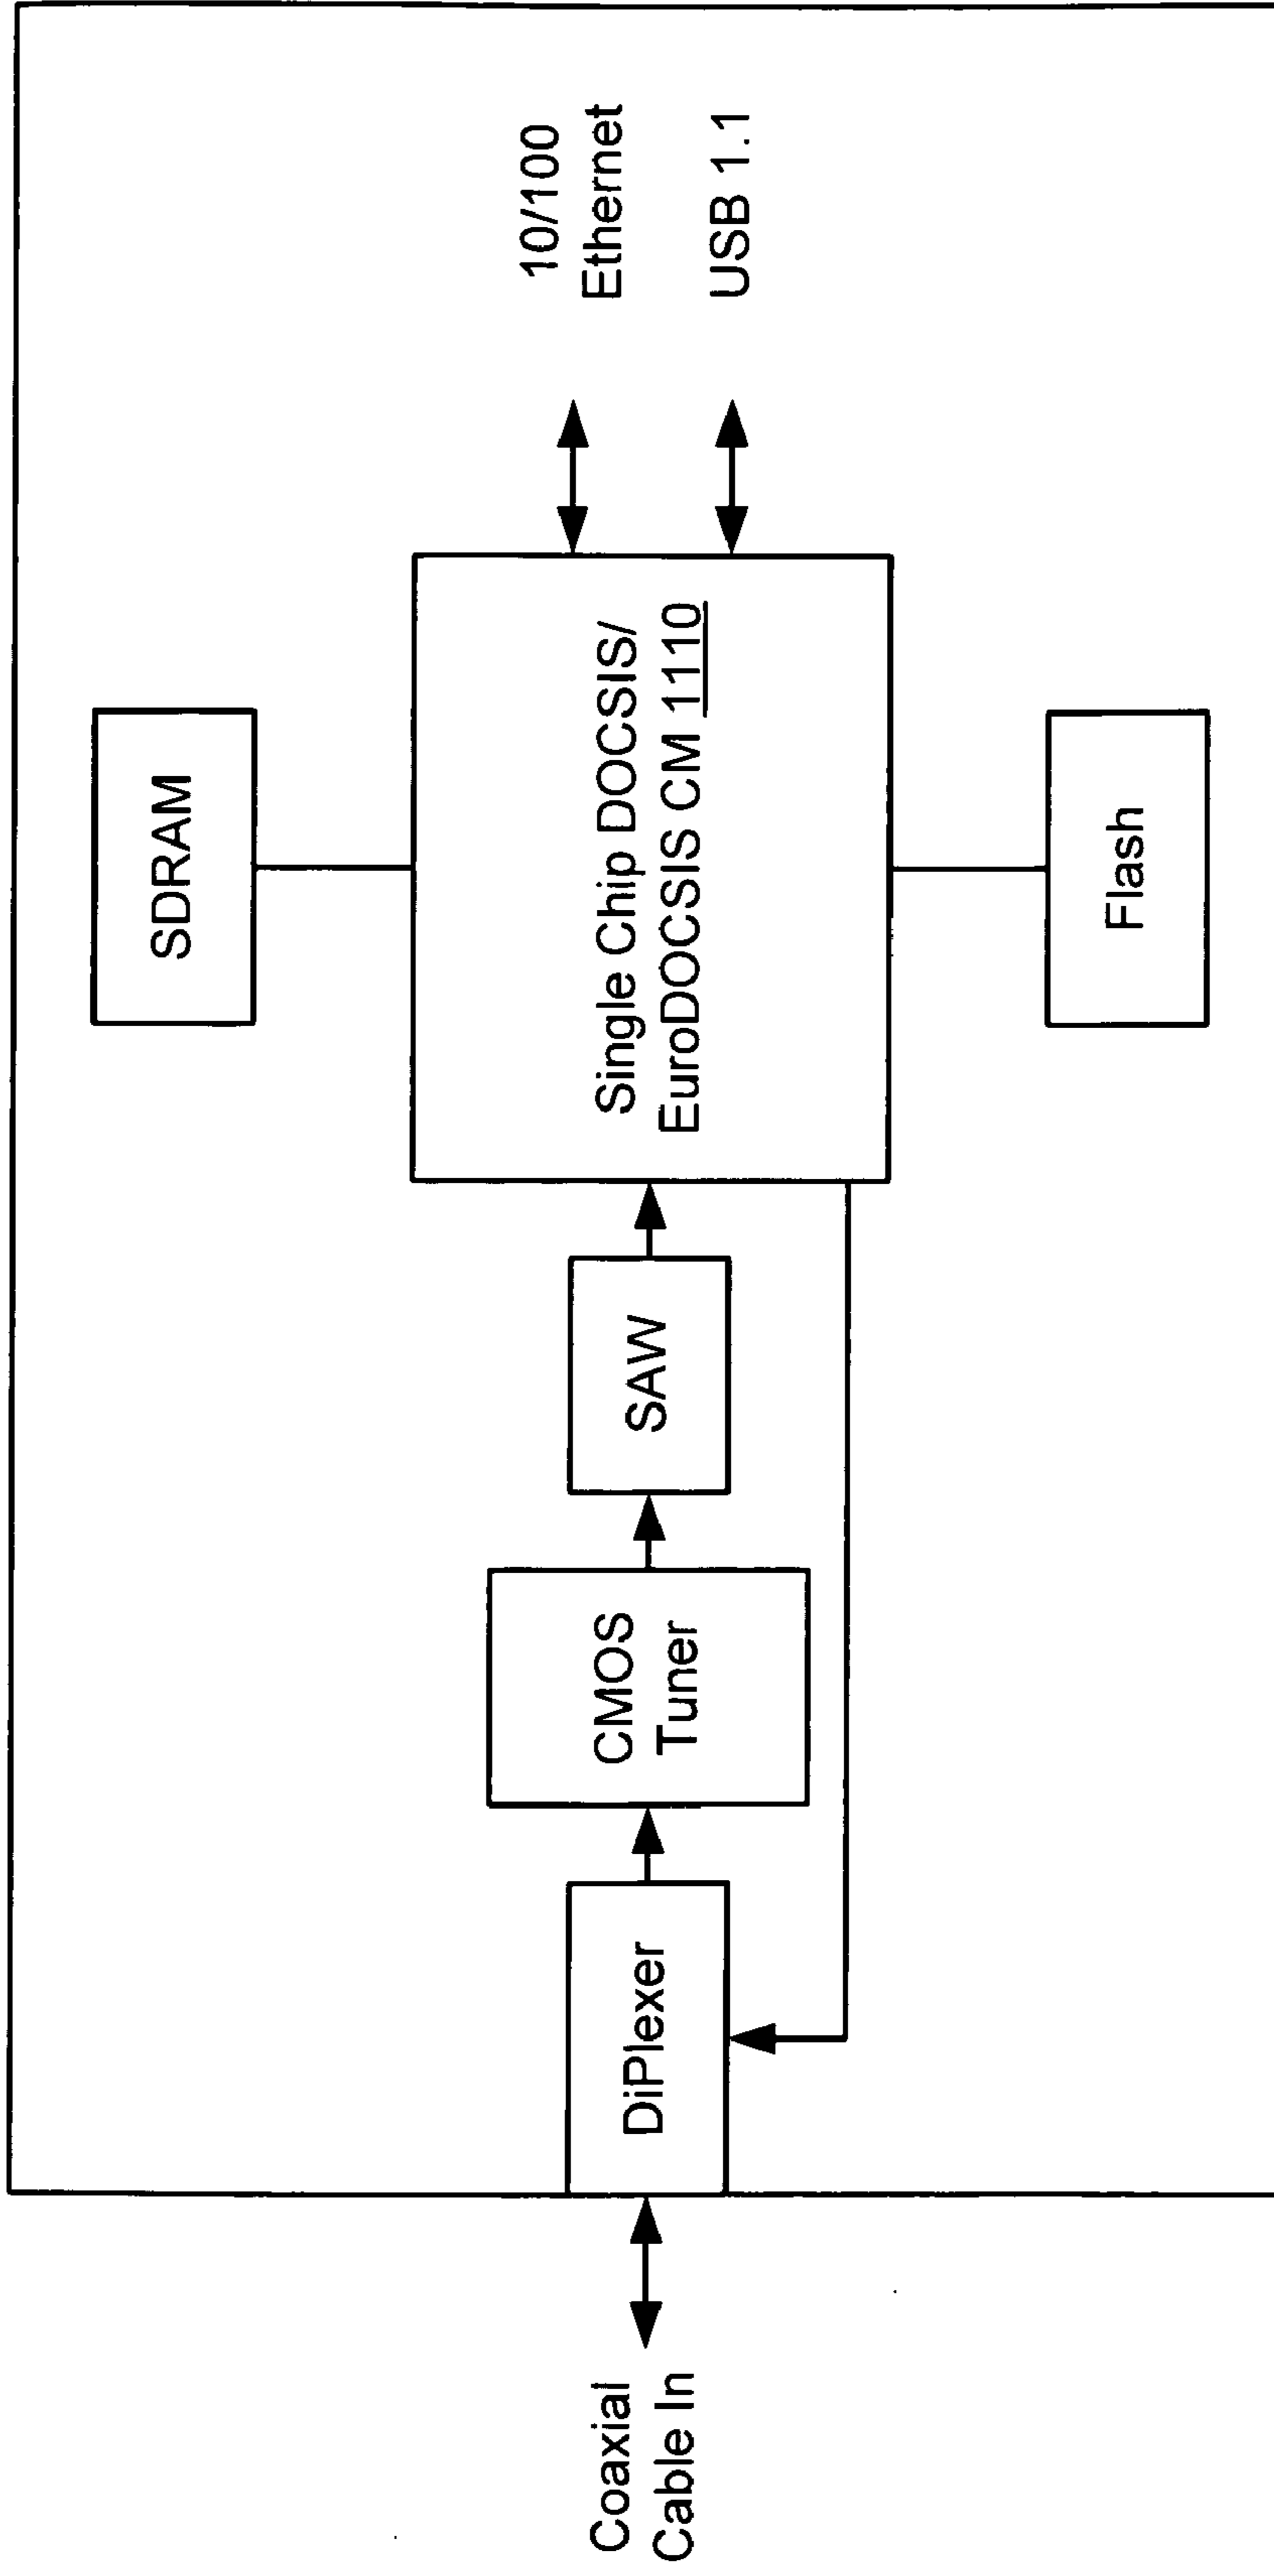 SDRAM
Coaxial
Cable In
DiPlexer
CMOS
Tuner
SAW
Single Chip DOCSIS/
EuroDOCSIS CM 1110
10/100
Ethernet
USB 1.1
Flash